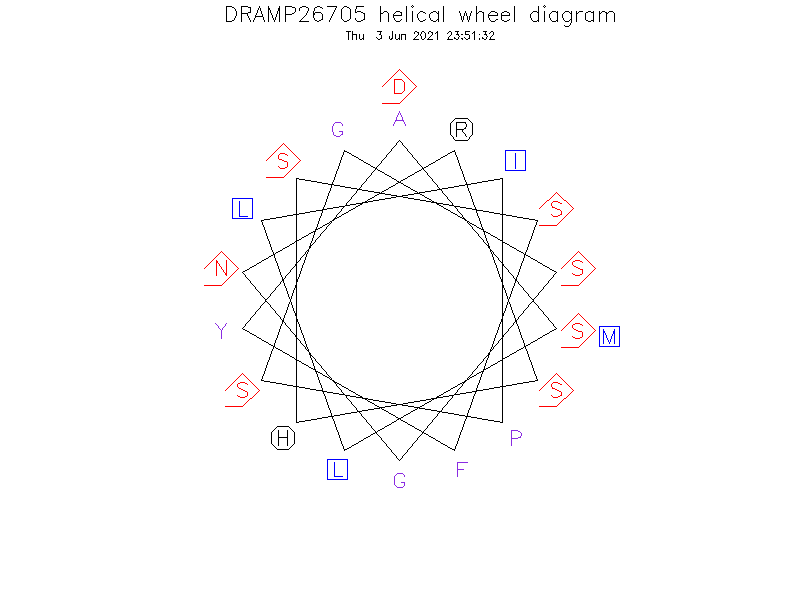 DRAMP26705 helical wheel diagram
Thu 3 Jun 2021 23:51:32
D
G A R
S I
L S
N S
Y S M
S S
H P
L G F